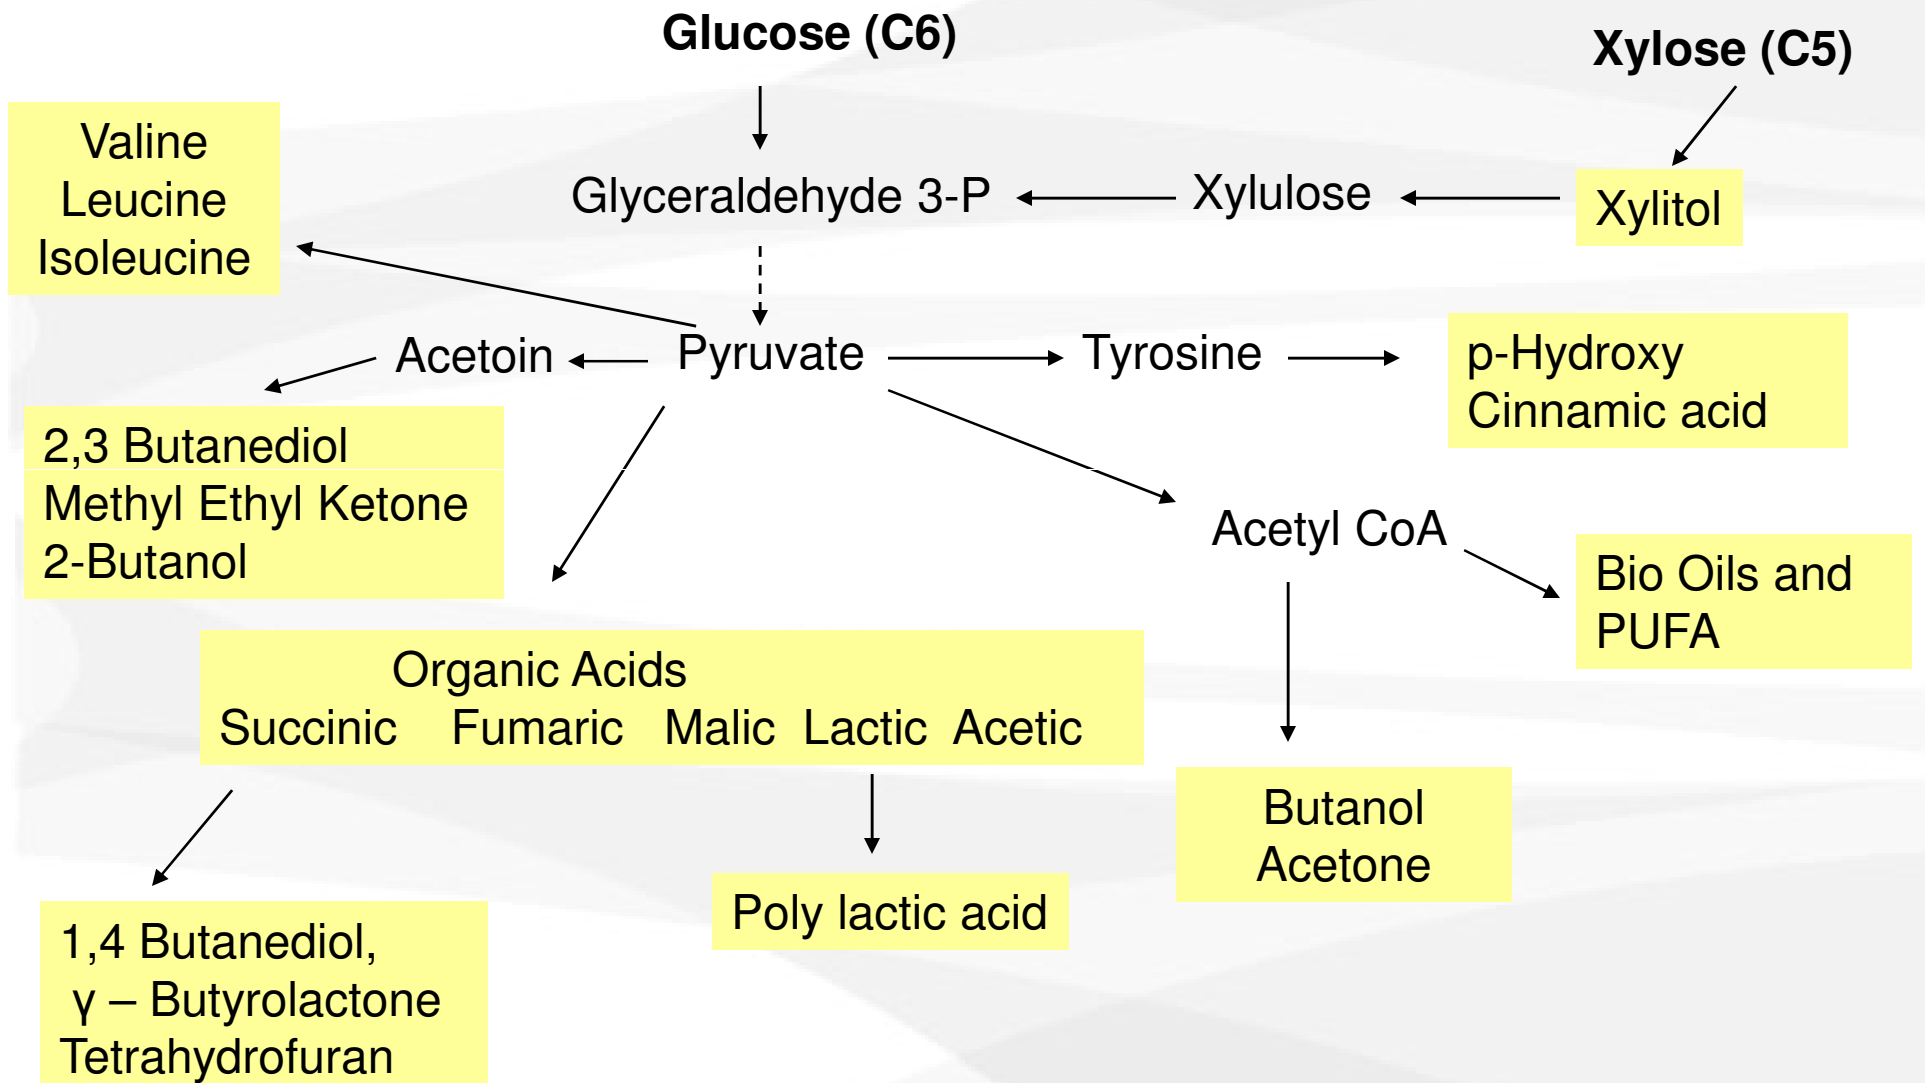 Glucose (C6)
Xylose (C5)
Valine
Leucine
Isoleucine
Glyceraldehyde 3-P
Xylulose
Xylitol
Acetoin
Pyruvate
Tyrosine
p-Hydroxy
Cinnamic acid
2,3 Butanediol
Methyl Ethyl Ketone
2-Butanol
Acetyl CoA
Bio Oils and
PUFA
Organic Acids
Succinic Fumaric Malic Lactic Acetic
Butanol
Acetone
Poly lactic acid
1,4 Butanediol,
γ – Butyrolactone
Tetrahydrofuran